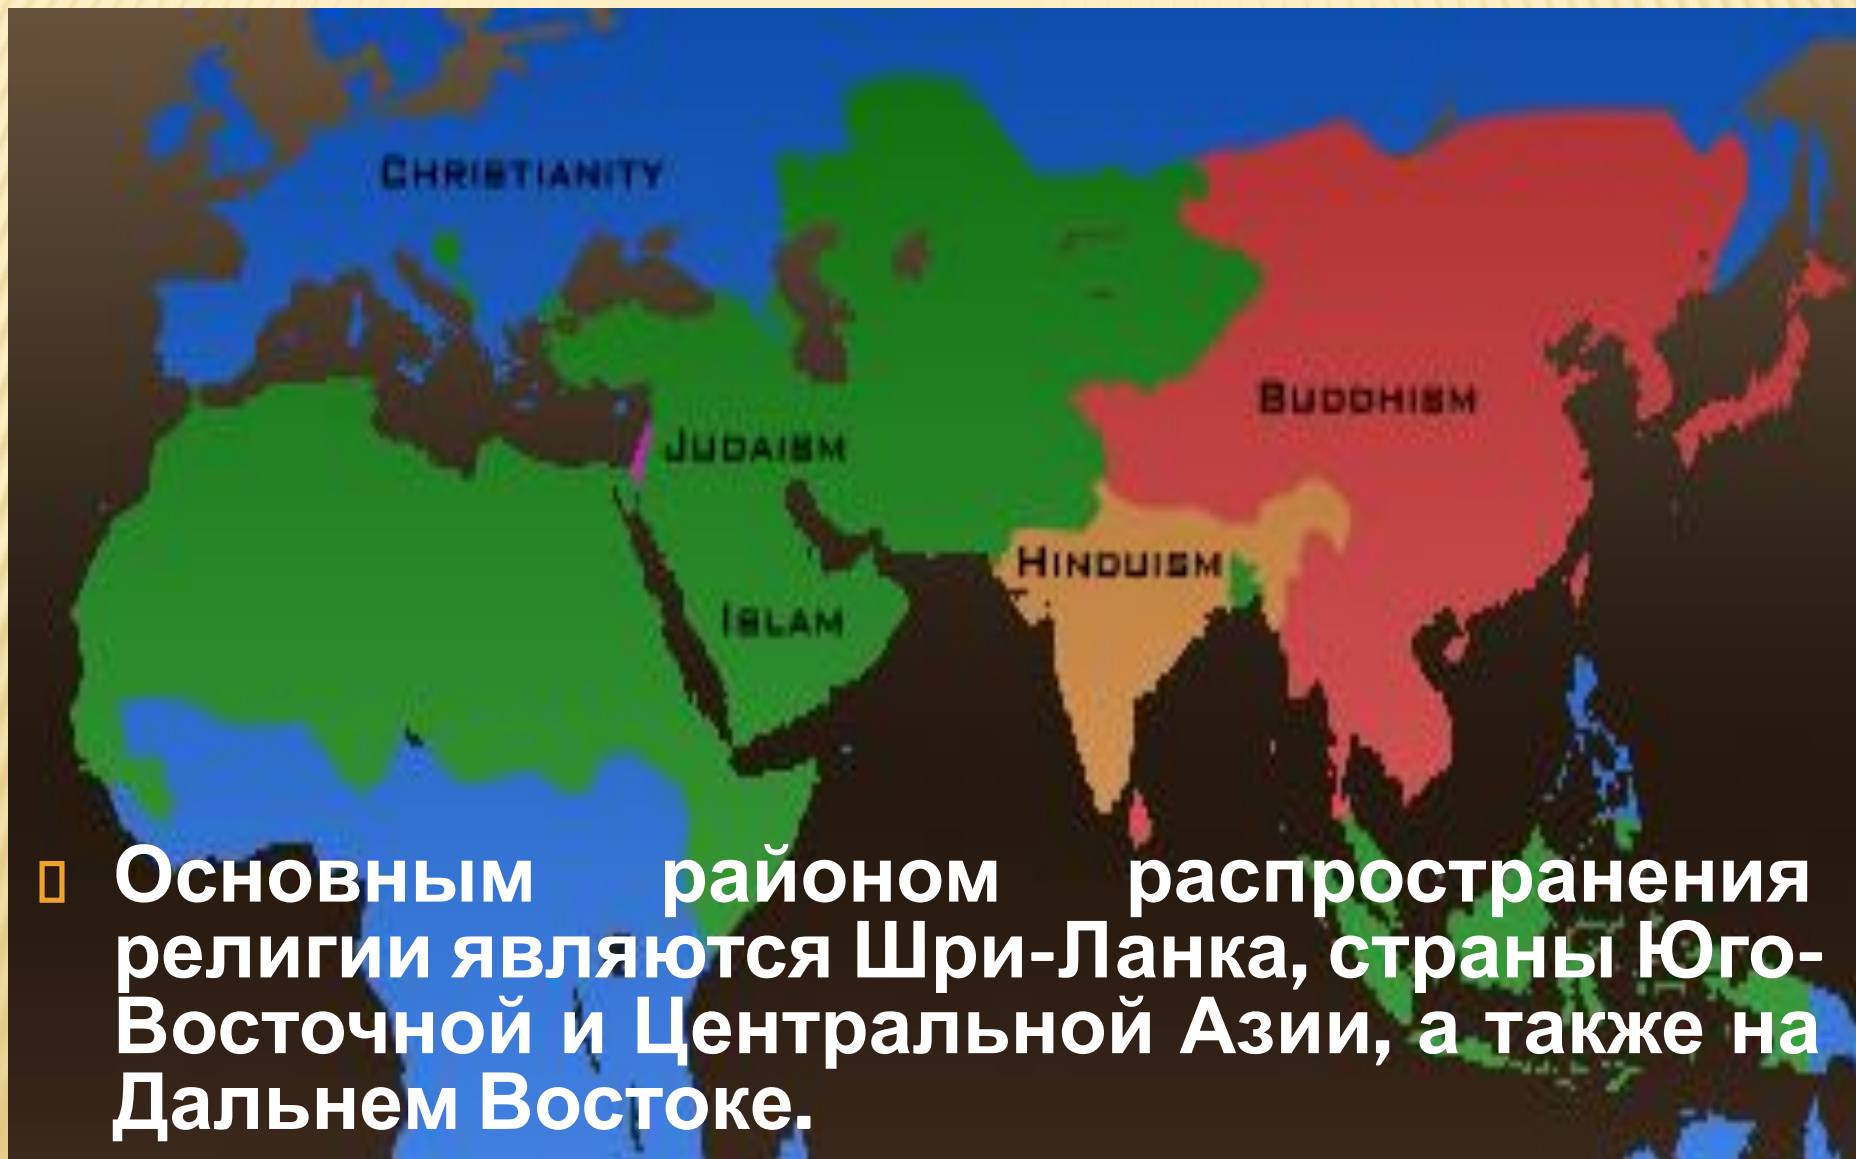 CHRISTIANITY
BUDDHISM
JUDAISM
HINDUISM
ISLAM
Основным районом распространения
религии являются Шри-Ланка, страны Юго-
Восточной и Центральной Азии, а также на
Дальнем Востоке.